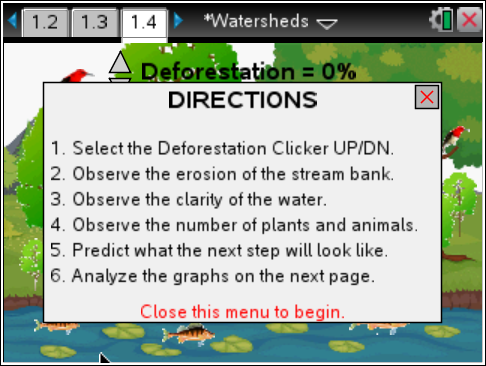 1.2 1.3 1.4 *Watersheds
Deforestation = 0%
DIRECTIONS
1. Select the Deforestation Clicker UP/DN.
2. Observe the erosion of the stream bank.
3. Observe the clarity of the water.
4. Observe the number of plants and animals.
5. Predict what the next step will look like.
6. Analyze the graphs on the next page.
Close this menu to begin.